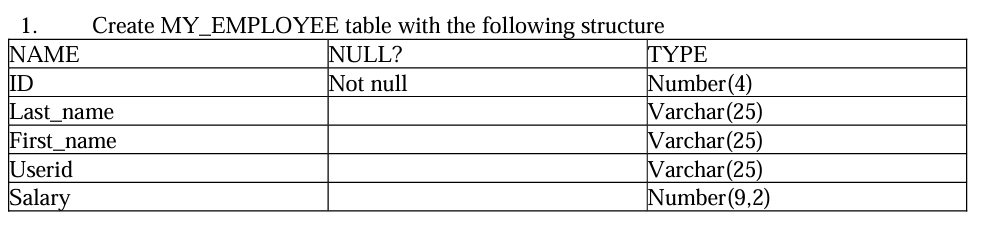 1. Create MY_EMPLOYEE table with the following structure
NAME NULL? TYPE
ID Not null Number(4)
Last_name Varchar(25)
First_name Varchar(25)
Userid Varchar(25)
Salary Number(9,2)